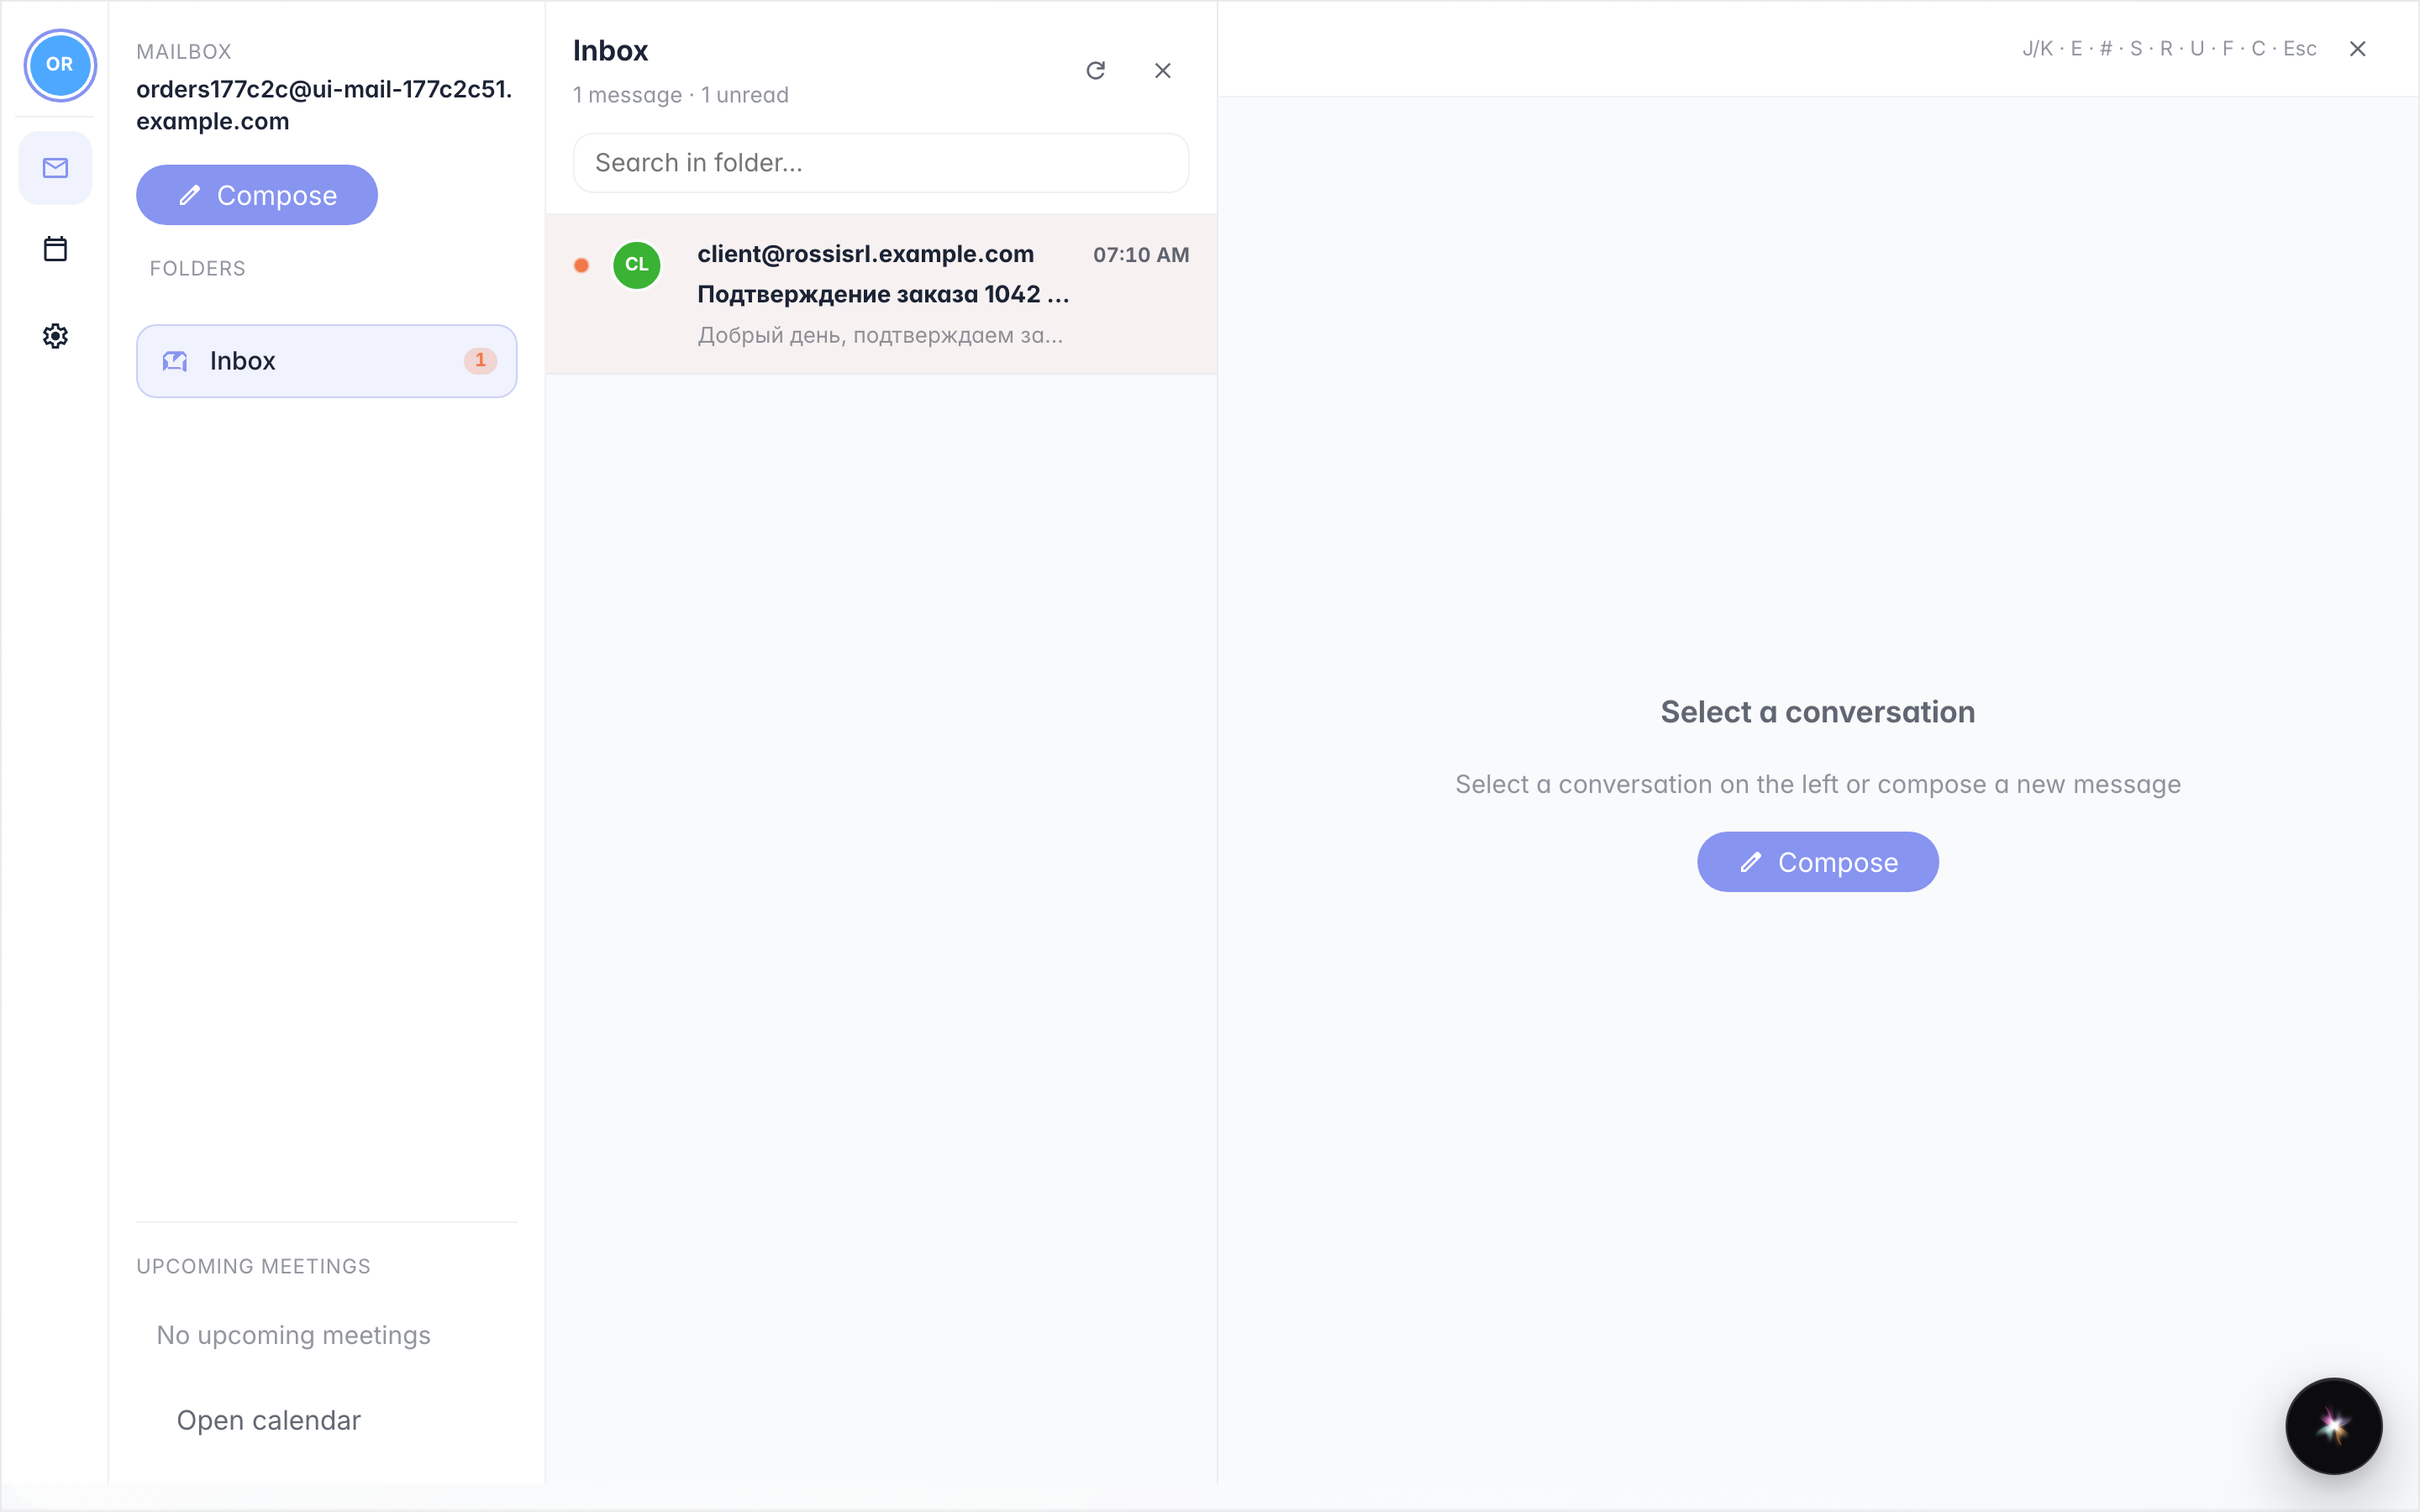 OR
MAILBOX
orders177c2c@ui-mail-177c2c51.
example.com
Compose
FOLDERS
Inbox 1
UPCOMING MEETINGS
No upcoming meetings
Open calendar
Inbox
1 message · 1 unread
Search in folder...
CL
client@rossisrl.example.com 07:10 AM
Подтверждение заказа 1042 ...
Добрый день, подтверждаем за...
J/K · E · # · S · R · U · F · C · Esc
Select a conversation
Select a conversation on the left or compose a new message
Compose